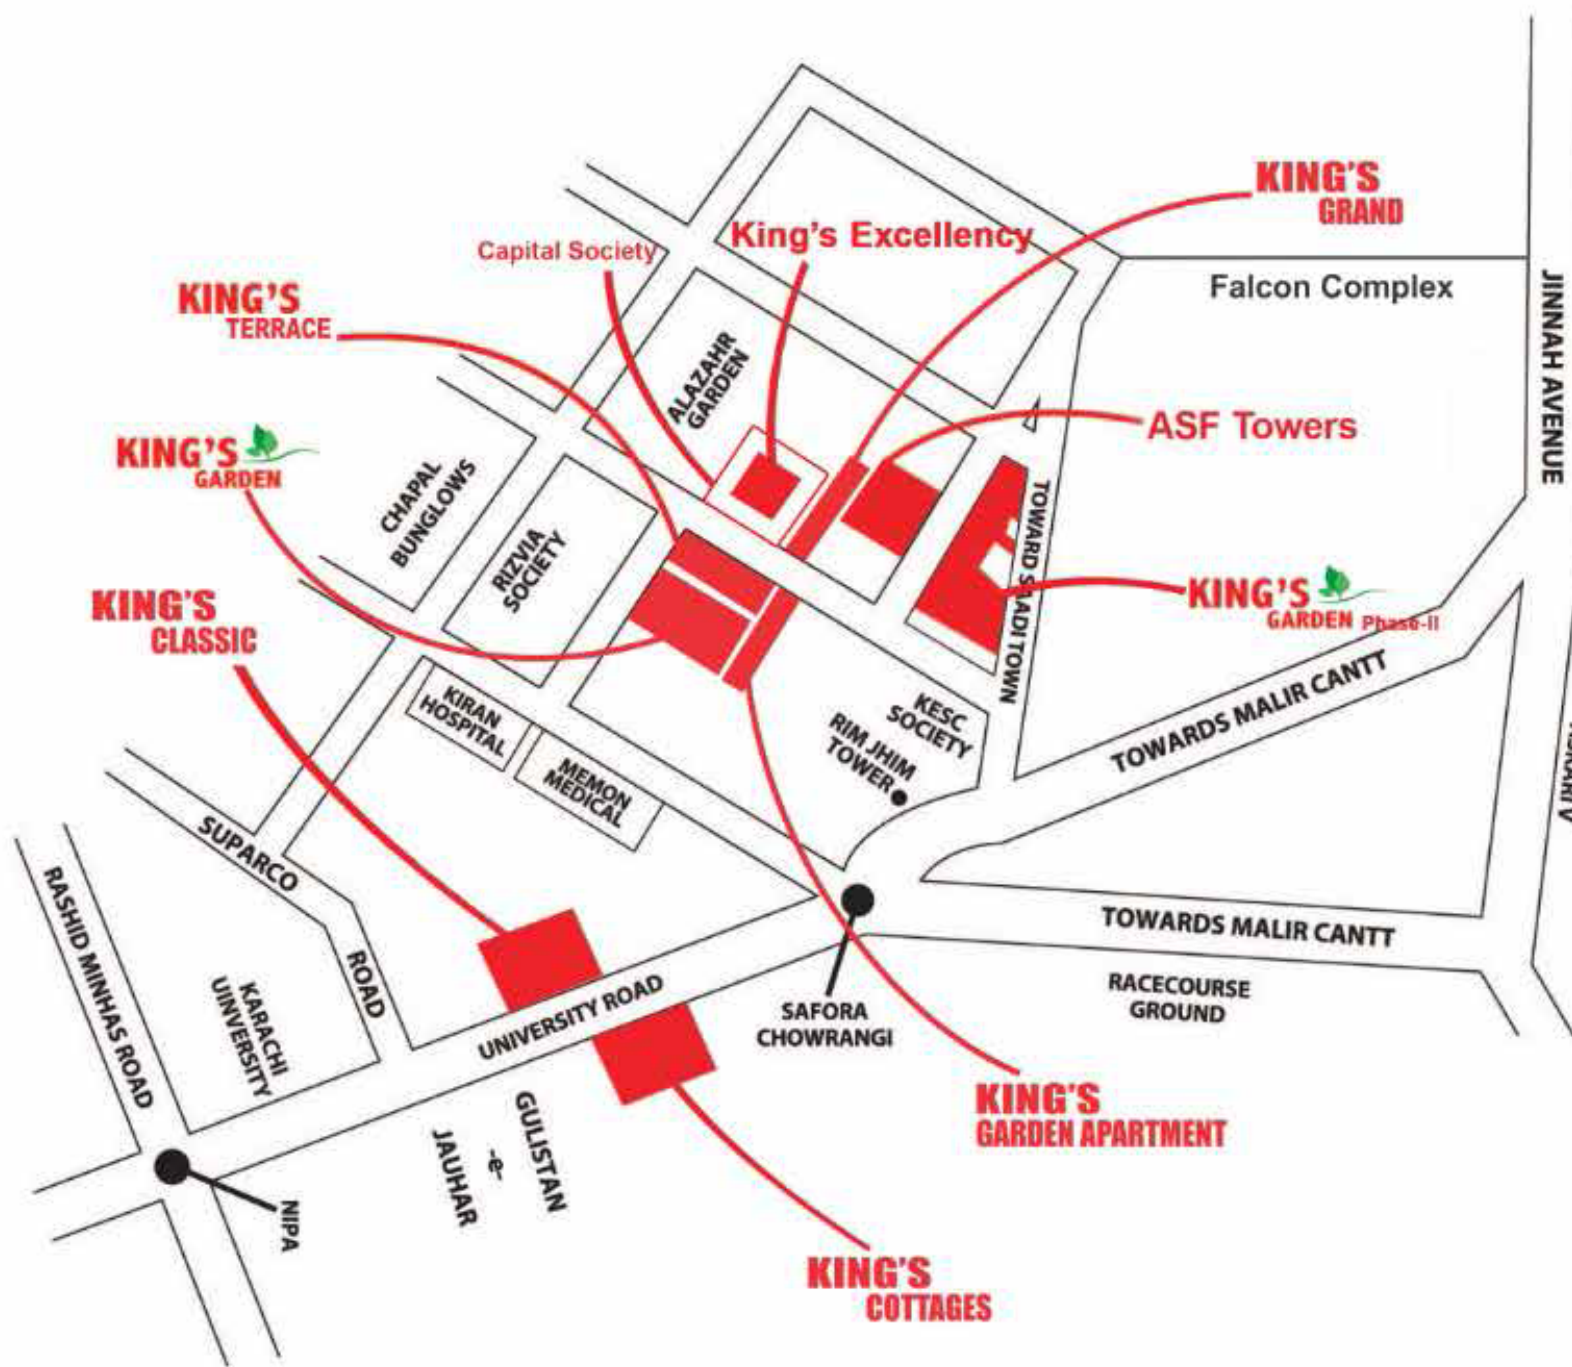 KING'S
GRAND
King's Excellency
Capital Society
Falcon Complex
JINNAH AVENUE
KING'S
TERRACE
ALAZAHR
GARDEN
ASF Towers
KING'S
GARDEN
CHAPAL
BUNGLOWS
RIZVIA
SOCIETY
TOWARD SAADI TOWN
KING'S
GARDEN Phase-II
KING'S
CLASSIC
KIRAN
HOSPITAL
MEMON
MEDICAL
KESC
SOCIETY
RIM JHIM
TOWER
TOWARDS MALIR CANTT
SUPARCO
ROAD
RASHID MINHAS ROAD
KARACHI
UINVERSITY
UNIVERSITY ROAD
SAFORA
CHOWRANGI
TOWARDS MALIR CANTT
RACECOURSE
GROUND
GULISTAN
-e-
JAUHAR
NIPA
KING'S
GARDEN APARTMENT
KING'S
COTTAGES